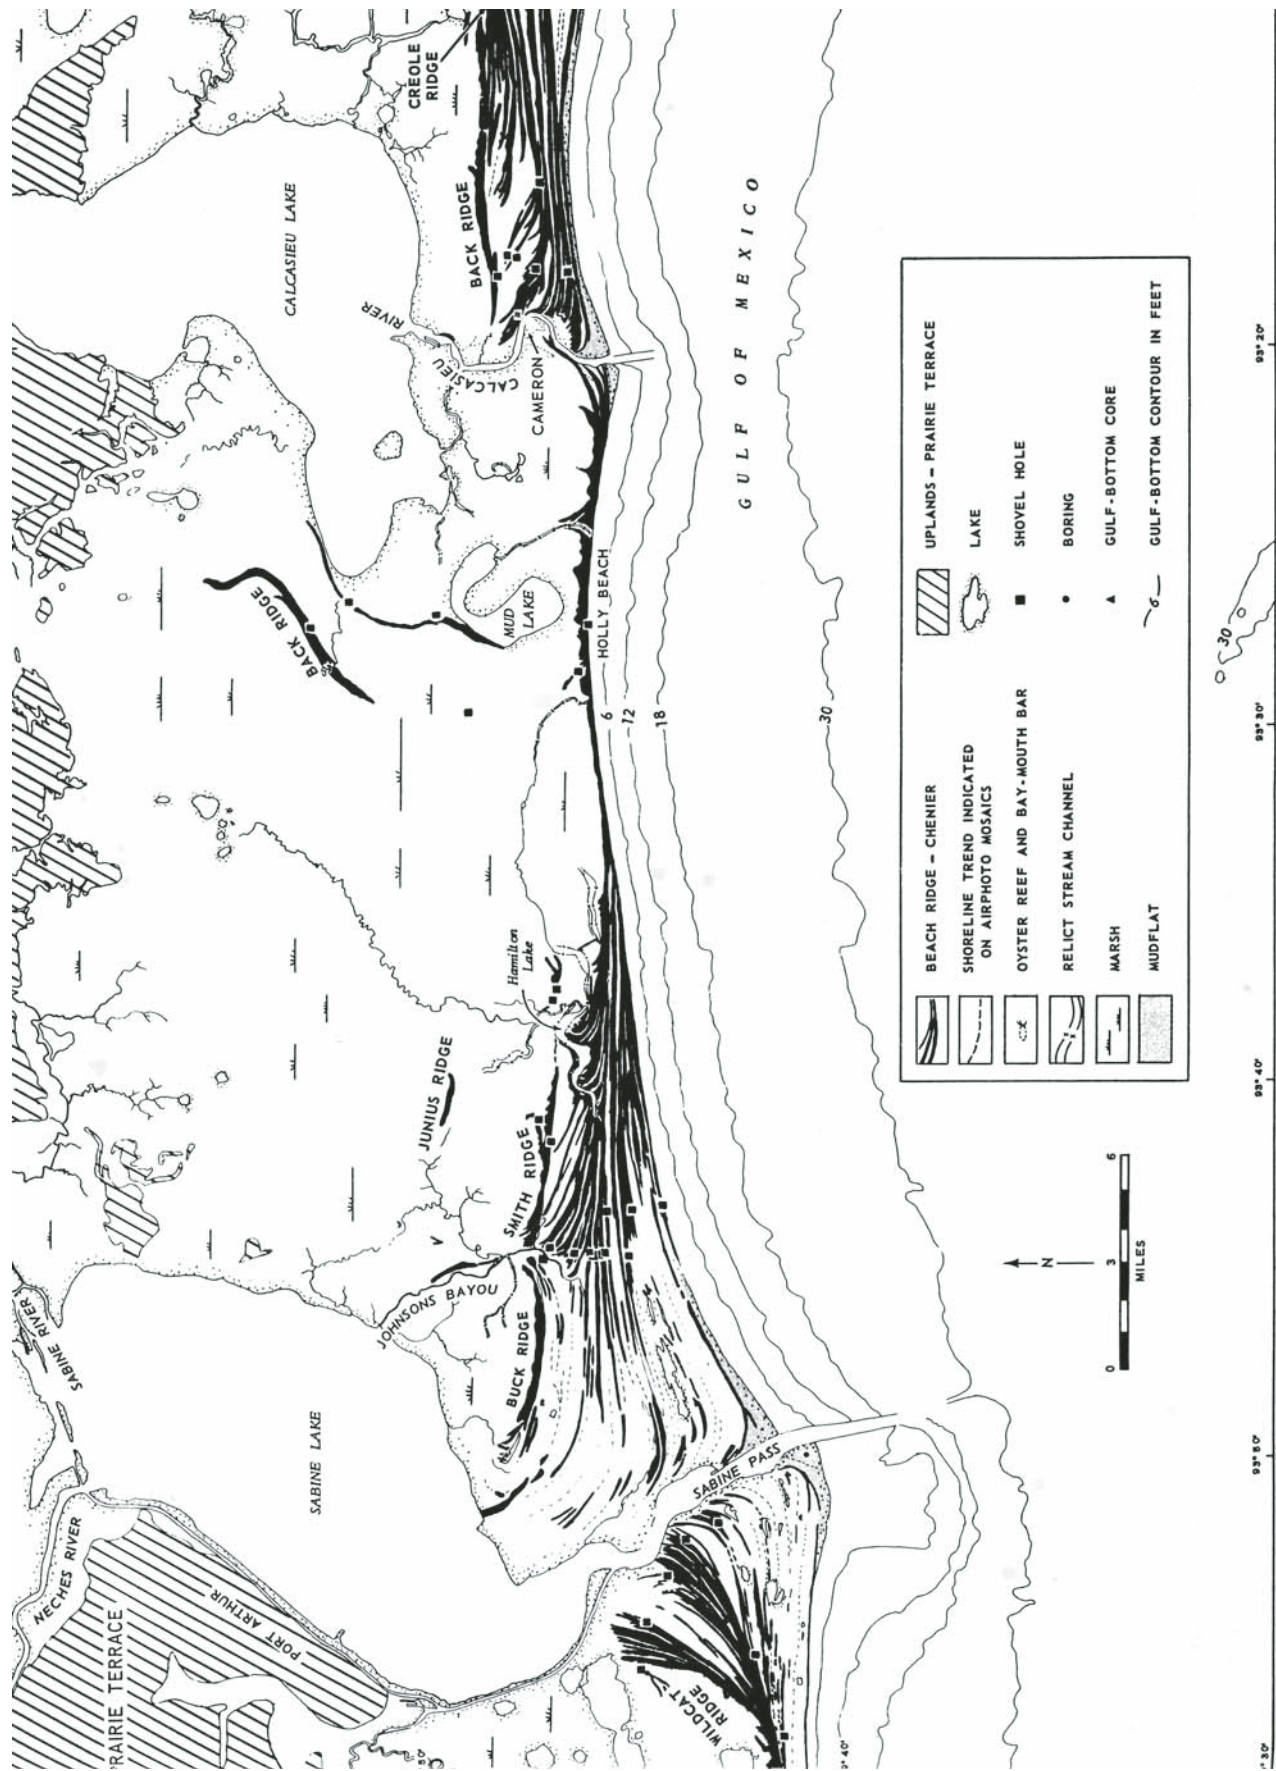 PRAIRIE TERRACE
NECHES RIVER
PORT ARTHUR
SABINE RIVER
SABINE LAKE
JOHNSONS BAYOU
BUCK RIDGE
SMITH RIDGE
JUNIUS RIDGE
Hamilton
Lake
WILDCAT
RIDGE
SABINE PASS
BACK RIDGE
MUD
LAKE
HOLLY BEACH
CALCASIEU LAKE
CALCASIEU
RIVER
CAMERON
BACK RIDGE
CREOLE
RIDGE
GULF OF MEXICO
6
12
18
30
30
N
0
3
6
MILES
BEACH RIDGE – CHENIER
SHORELINE TREND INDICATED
ON AIRPHOTO MOSAICS
OYSTER REEF AND BAY-MOUTH BAR
RELICT STREAM CHANNEL
MARSH
MUDFLAT
UPLANDS – PRAIRIE TERRACE
LAKE
SHOVEL HOLE
BORING
GULF-BOTTOM CORE
6
GULF-BOTTOM CONTOUR IN FEET
93° 50'
93° 40'
93° 30'
93° 20'